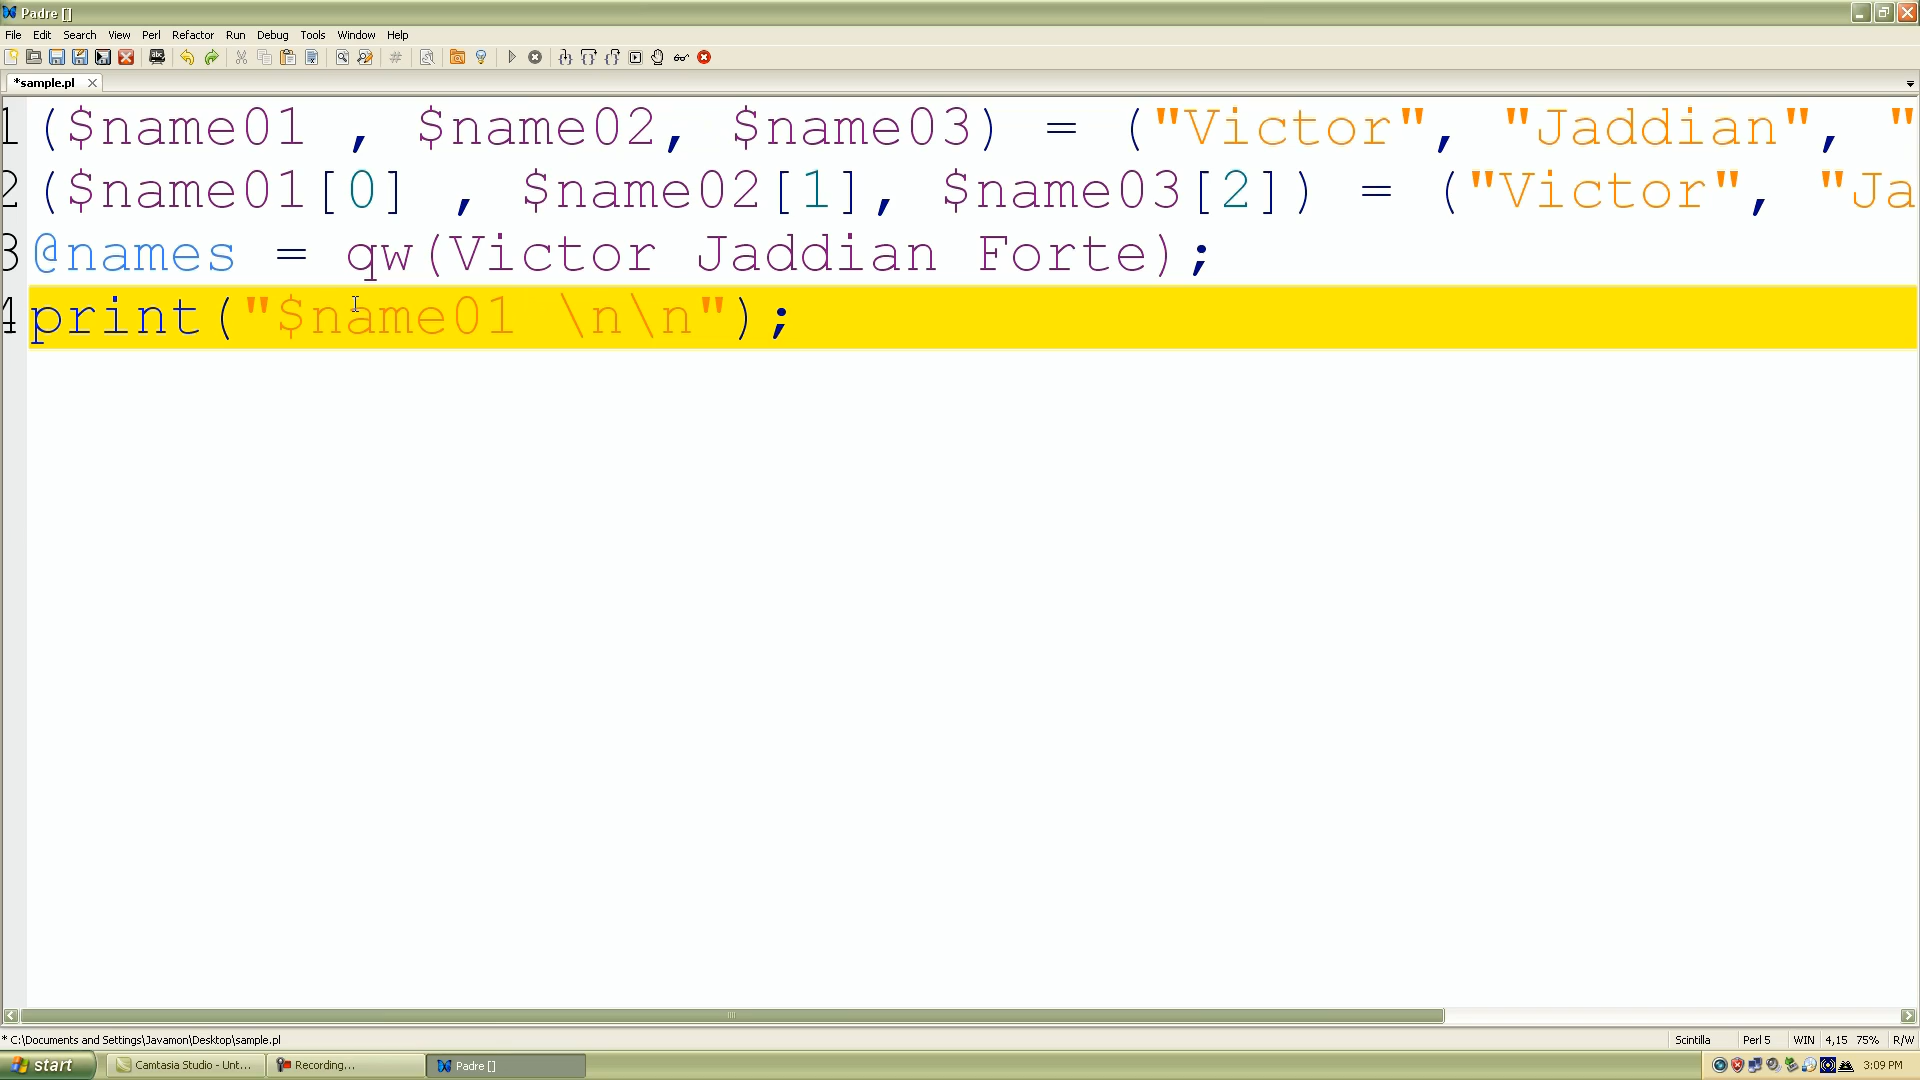 Padre []
File Edit Search View Perl Refactor Run Debug Tools Window Help
*sample.pl
1 ($name01 , $name02, $name03) = ("Victor", "Jaddian", "
2 ($name01[0] , $name02[1], $name03[2]) = ("Victor", "Ja
3 @names = qw(Victor Jaddian Forte);
4 print("$name01 \n\n");
* C:\Documents and Settings\Javamon\Desktop\sample.pl Scintilla Perl 5 WIN 4,15 75% R/W
start Camtasia Studio - Unt... Recording... Padre [] 3:09 PM